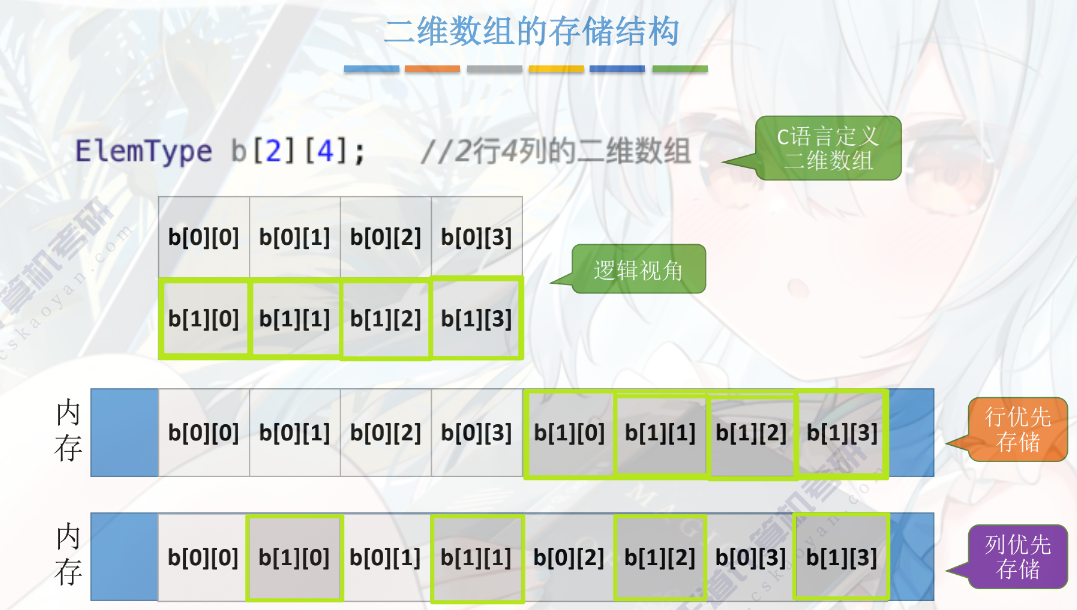 二维数组的存储结构
ElemType b[2][4];   //2行4列的二维数组
C语言定义
二维数组
b[0][0] b[0][1] b[0][2] b[0][3]
逻辑视角
b[1][0] b[1][1] b[1][2] b[1][3]
内存
b[0][0] b[0][1] b[0][2] b[0][3] b[1][0] b[1][1] b[1][2] b[1][3]
行优先
存储
内存
b[0][0] b[1][0] b[0][1] b[1][1] b[0][2] b[1][2] b[0][3] b[1][3]
列优先
存储
算机考研
cskaoyan.com